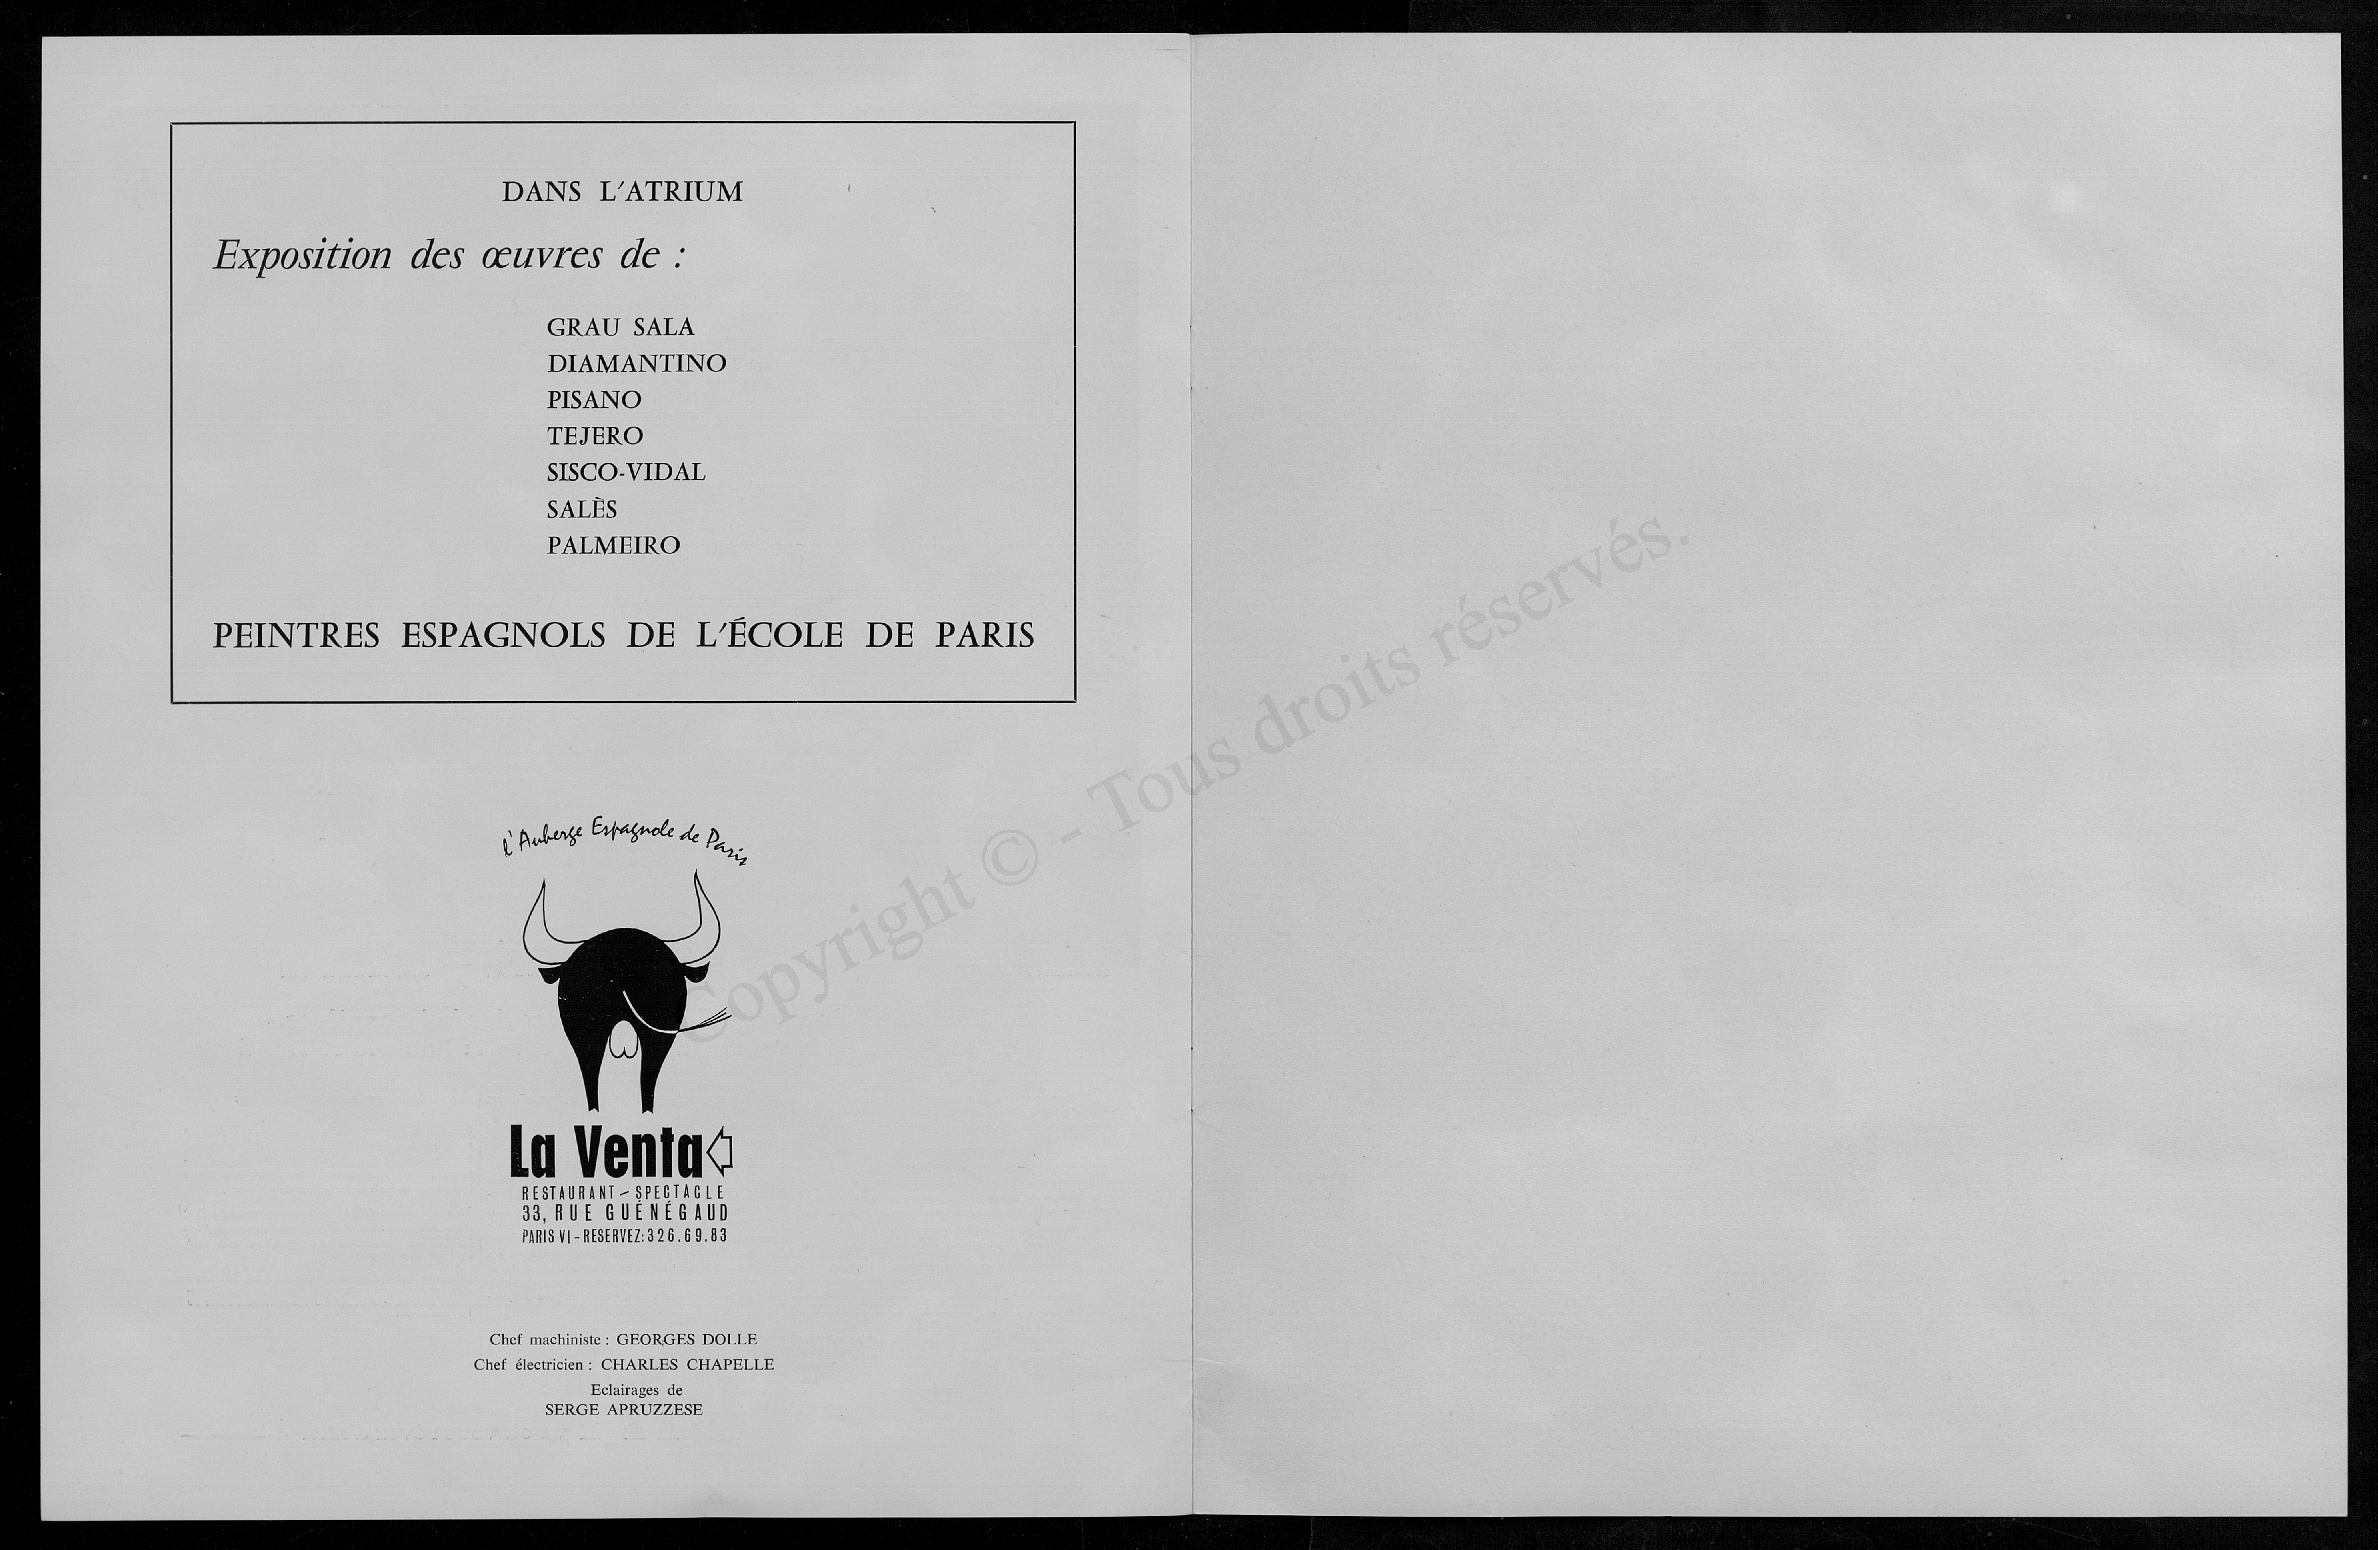 DANS L'ATRIUM
Exposition des œuvres de :
GRAU SALA
DIAMANTINO
PISANO
TEJERO
SISCO-VIDAL
SALÈS
PALMEIRO
PEINTRES ESPAGNOLS DE L'ÉCOLE DE PARIS
l'Auberge Espagnole de Paris
La Venta
RESTAURANT - SPECTACLE
33, RUE GUÉNÉGAUD
PARIS VI - RESERVEZ: 326.69.83
Chef machiniste : GEORGES DOLLE
Chef électricien : CHARLES CHAPELLE
Eclairages de
SERGE APRUZZESE
Copyright © - Tous droits réservés.